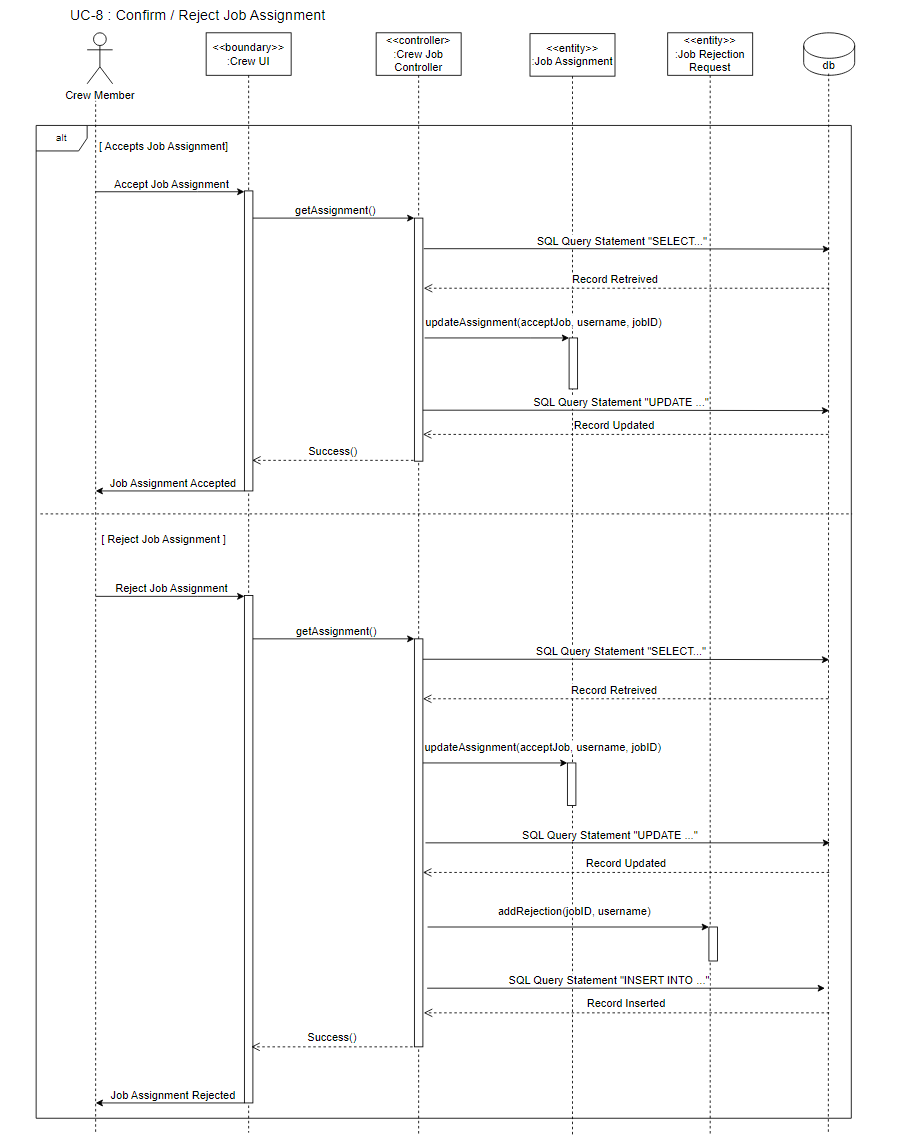 UC-8 : Confirm / Reject Job Assignment
Crew Member
<<boundary>>
:Crew UI
<<controller>
:Crew Job
Controller
<<entity>>
:Job Assignment
<<entity>>
:Job Rejection
Request
db
alt
[ Accepts Job Assignment]
Accept Job Assignment
getAssignment()
SQL Query Statement "SELECT..."
Record Retreived
updateAssignment(acceptJob, username, jobID)
SQL Query Statement "UPDATE ..."
Record Updated
Success()
Job Assignment Accepted
[ Reject Job Assignment ]
Reject Job Assignment
getAssignment()
SQL Query Statement "SELECT..."
Record Retreived
updateAssignment(acceptJob, username, jobID)
SQL Query Statement "UPDATE ..."
Record Updated
addRejection(jobID, username)
SQL Query Statement "INSERT INTO ..."
Record Inserted
Success()
Job Assignment Rejected